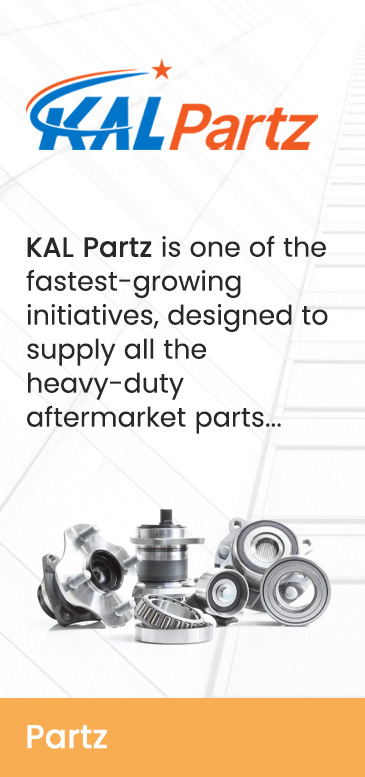 KAL Partz
KAL Partz is one of the
fastest-growing
initiatives, designed to
supply all the
heavy-duty
aftermarket parts...
Partz